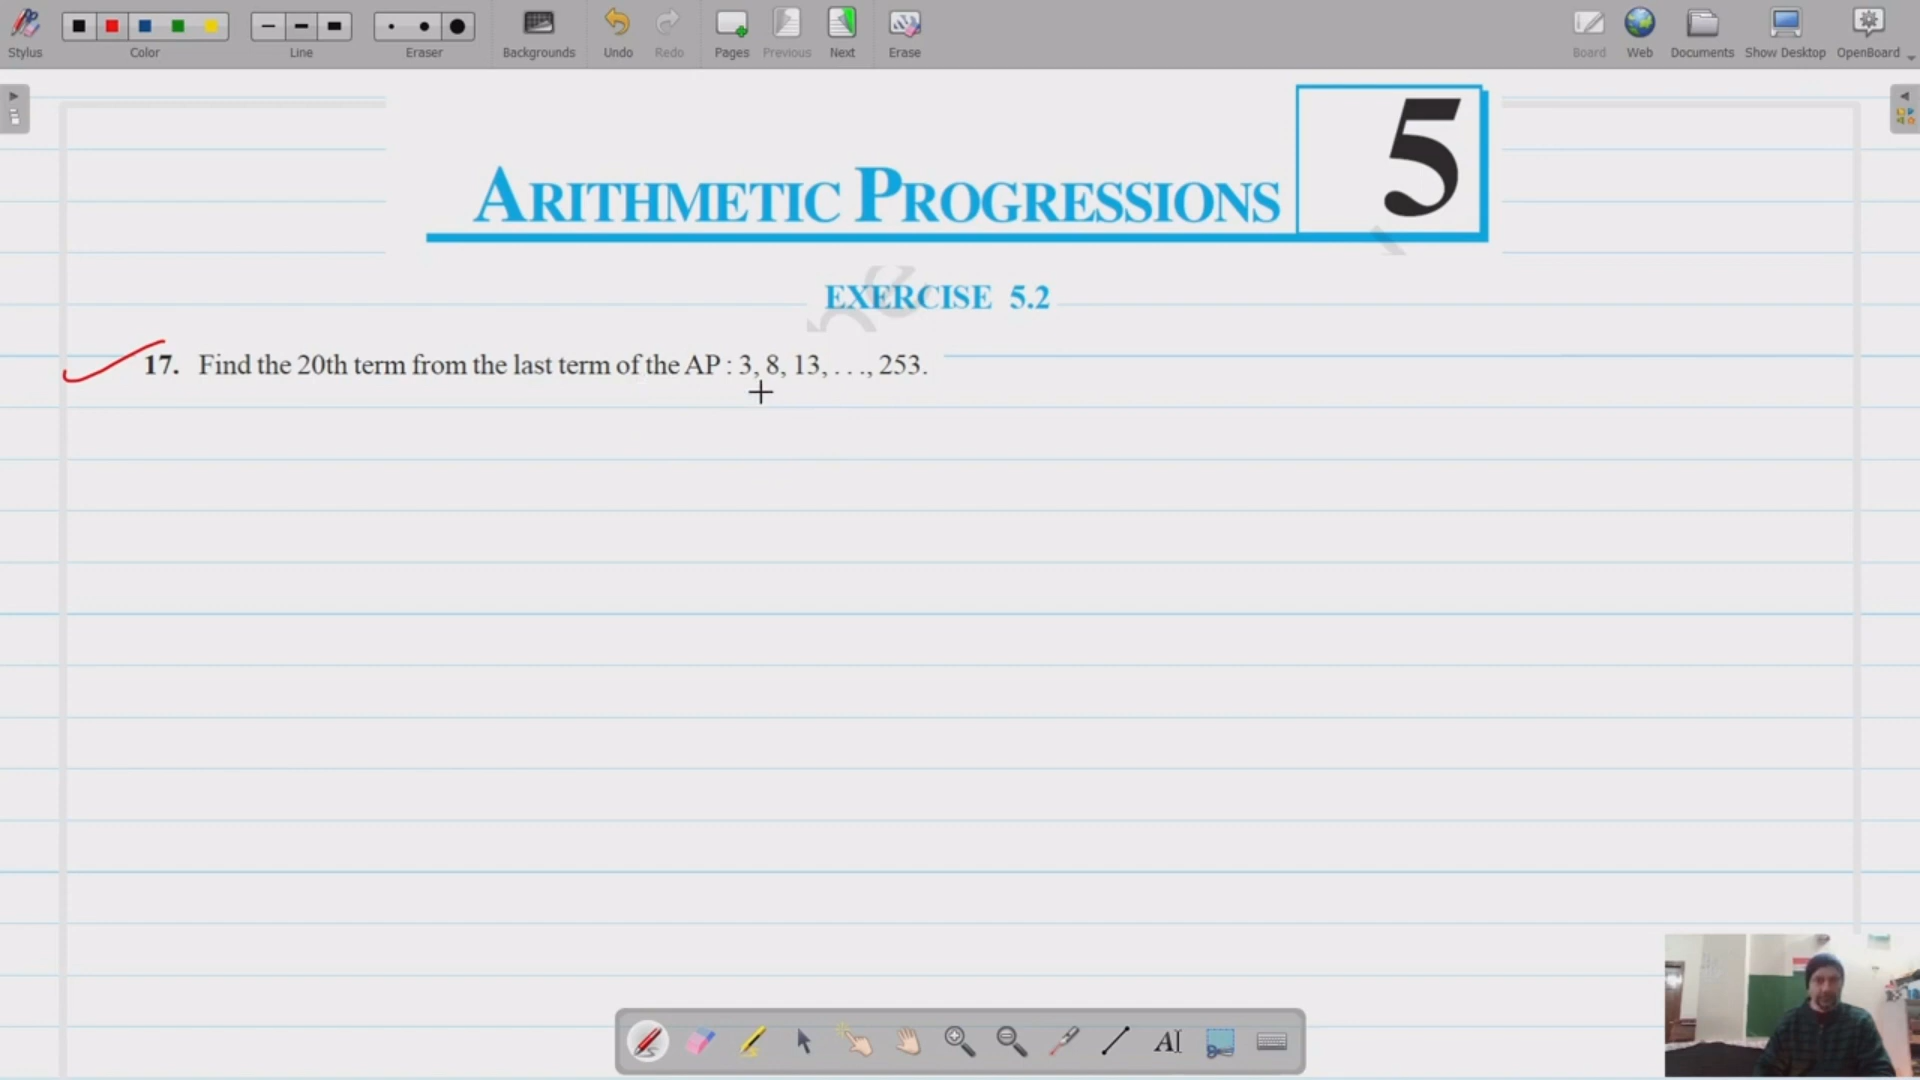 Stylus Color Line Eraser Backgrounds Undo Redo Pages Previous Next Erase Board Web Documents Show Desktop OpenBoard
5
ARITHMETIC PROGRESSIONS
EXERCISE 5.2
17. Find the 20th term from the last term of the AP : 3, 8, 13, . . ., 253.